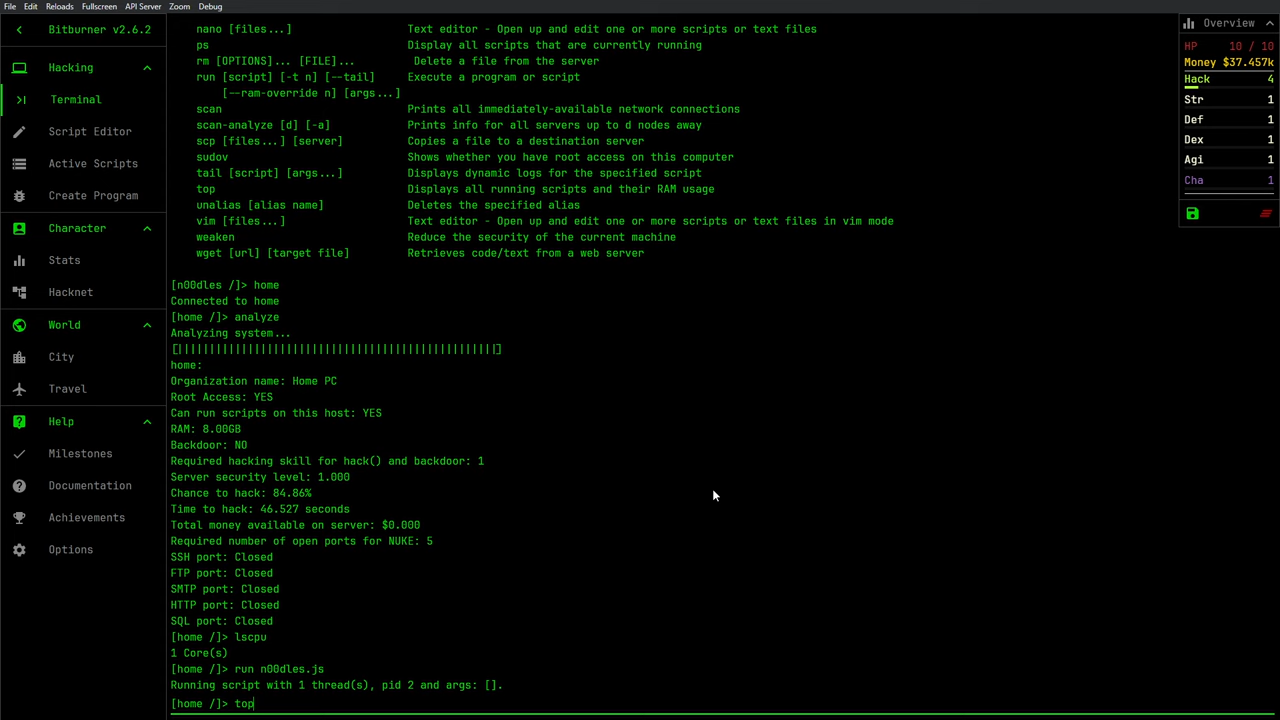 File Edit Reloads Fullscreen API Server Zoom Debug
Bitburner v2.6.2
Hacking
Terminal
Script Editor
Active Scripts
Create Program
Character
Stats
Hacknet
World
City
Travel
Help
Milestones
Documentation
Achievements
Options
nano [files...] Text editor - Open up and edit one or more scripts or text files
ps Display all scripts that are currently running
rm [OPTIONS]... [FILE]... Delete a file from the server
run [script] [-t n] [--tail] Execute a program or script
[--ram-override n] [args...]
scan Prints all immediately-available network connections
scan-analyze [d] [-a] Prints info for all servers up to d nodes away
scp [files...] [server] Copies a file to a destination server
sudov Shows whether you have root access on this computer
tail [script] [args...] Displays dynamic logs for the specified script
top Displays all running scripts and their RAM usage
unalias [alias name] Deletes the specified alias
vim [files...] Text editor - Open up and edit one or more scripts or text files in vim mode
weaken Reduce the security of the current machine
wget [url] [target file] Retrieves code/text from a web server
[n00dles /]> home
Connected to home
[home /]> analyze
Analyzing system...
[||||||||||||||||||||||||||||||||||||||||||||||||||]
home:
Organization name: Home PC
Root Access: YES
Can run scripts on this host: YES
RAM: 8.00GB
Backdoor: NO
Required hacking skill for hack() and backdoor: 1
Server security level: 1.000
Chance to hack: 84.86%
Time to hack: 46.527 seconds
Total money available on server: $0.000
Required number of open ports for NUKE: 5
SSH port: Closed
FTP port: Closed
SMTP port: Closed
HTTP port: Closed
SQL port: Closed
[home /]> lscpu
1 Core(s)
[home /]> run n00dles.js
Running script with 1 thread(s), pid 2 and args: [].
[home /]> top
Overview
HP 10 / 10
Money $37.457k
Hack 4
Str 1
Def 1
Dex 1
Agi 1
Cha 1